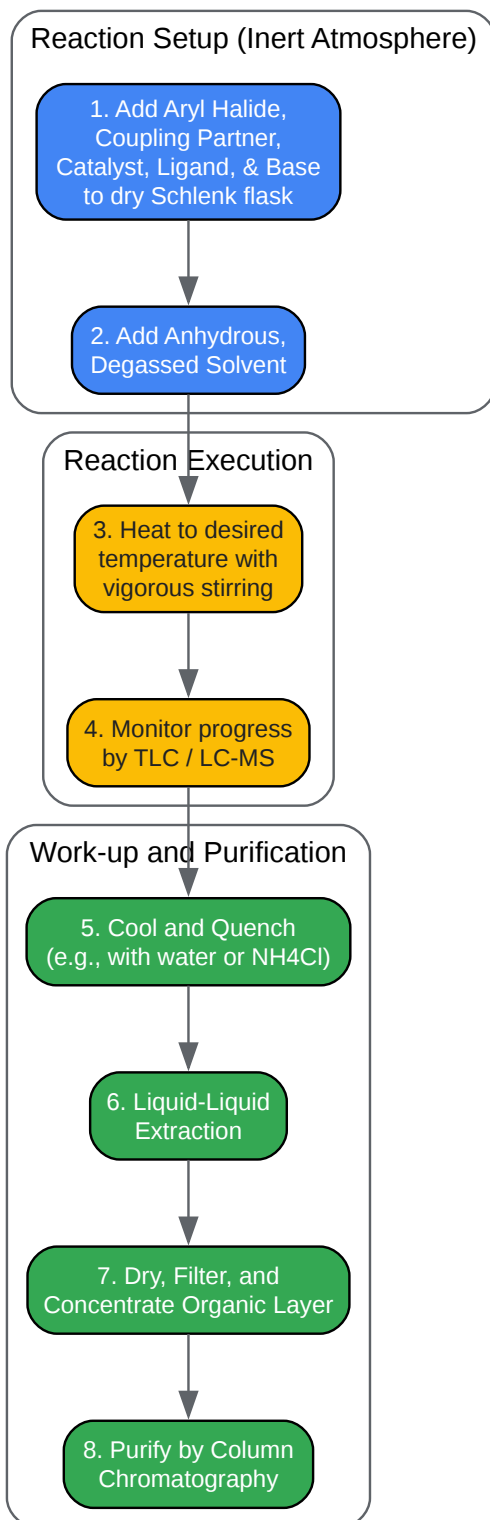 Reaction Setup (Inert Atmosphere)
1. Add Aryl Halide,
Coupling Partner,
Catalyst, Ligand, & Base
to dry Schlenk flask
2. Add Anhydrous,
Degassed Solvent
Reaction Execution
3. Heat to desired
temperature with
vigorous stirring
4. Monitor progress
by TLC / LC-MS
Work-up and Purification
5. Cool and Quench
(e.g., with water or NH4Cl)
6. Liquid-Liquid
Extraction
7. Dry, Filter, and
Concentrate Organic Layer
8. Purify by Column
Chromatography